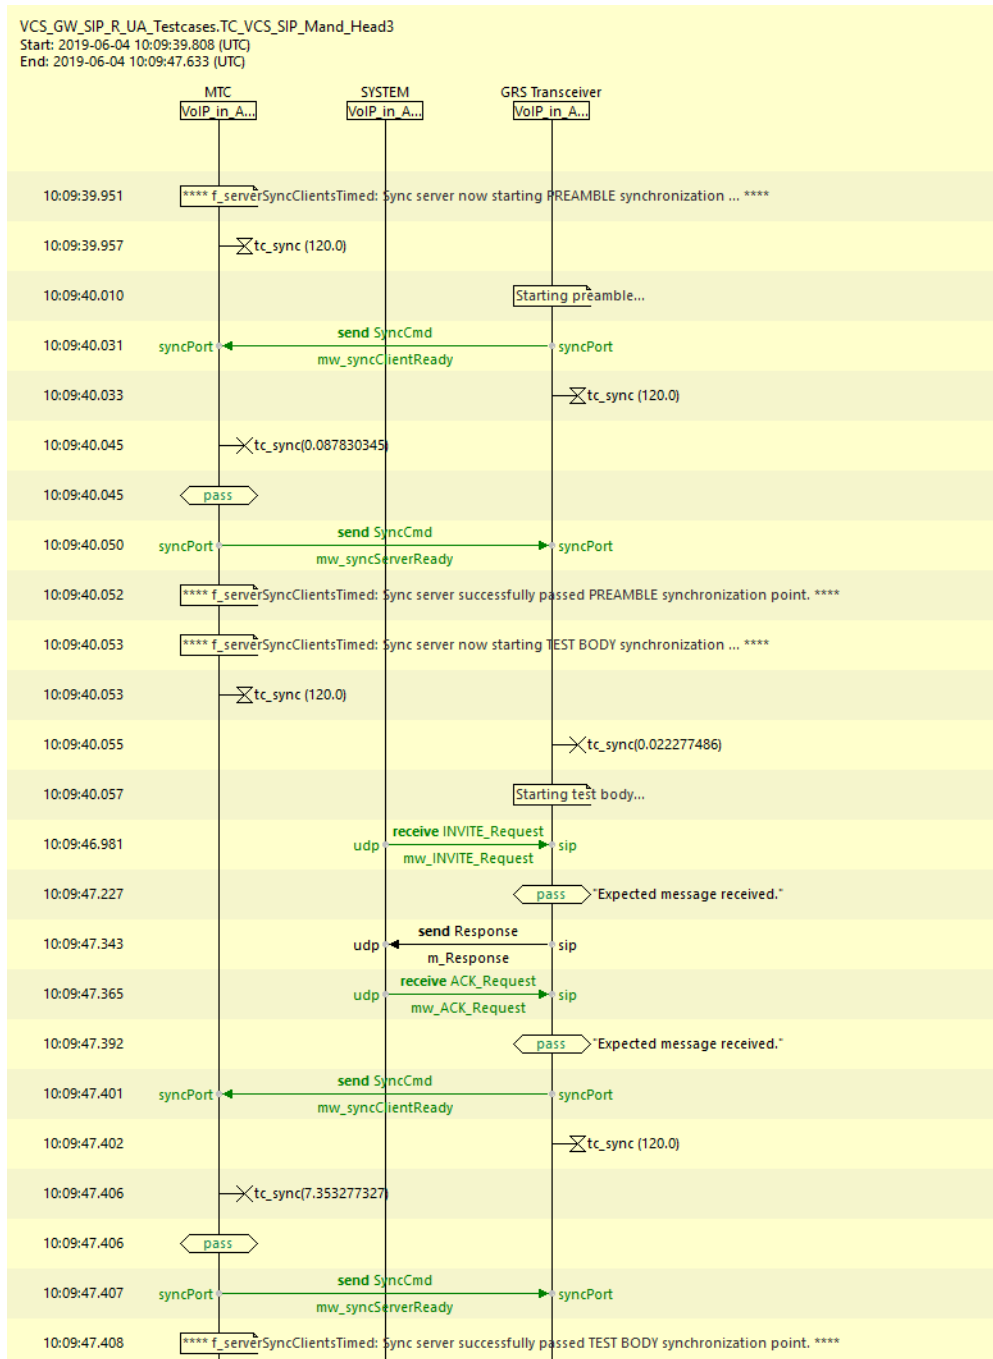 VCS_GW_SIP_R_UA_Testcases.TC_VCS_SIP_Mand_Head3
Start: 2019-06-04 10:09:39.808 (UTC)
End: 2019-06-04 10:09:47.633 (UTC)
MTC SYSTEM GRS Transceiver
VoIP_in_A... VoIP_in_A... VoIP_in_A...
10:09:39.951 **** f_serverSyncClientsTimed: Sync server now starting PREAMBLE synchronization ... ****
10:09:39.957 tc_sync (120.0)
10:09:40.010 Starting preamble...
send SyncCmd
10:09:40.031 syncPort syncPort
mw_syncClientReady
10:09:40.033 tc_sync (120.0)
10:09:40.045 tc_sync(0.087830345)
10:09:40.045 pass
send SyncCmd
10:09:40.050 syncPort syncPort
mw_syncServerReady
10:09:40.052 **** f_serverSyncClientsTimed: Sync server successfully passed PREAMBLE synchronization point. ****
10:09:40.053 **** f_serverSyncClientsTimed: Sync server now starting TEST BODY synchronization ... ****
10:09:40.053 tc_sync (120.0)
10:09:40.055 tc_sync(0.022277486)
10:09:40.057 Starting test body...
receive INVITE_Request
10:09:46.981 udp sip
mw_INVITE_Request
10:09:47.227 pass "Expected message received."
send Response
10:09:47.343 udp sip
m_Response
receive ACK_Request
10:09:47.365 udp sip
mw_ACK_Request
10:09:47.392 pass "Expected message received."
send SyncCmd
10:09:47.401 syncPort syncPort
mw_syncClientReady
10:09:47.402 tc_sync (120.0)
10:09:47.406 tc_sync(7.353277327)
10:09:47.406 pass
send SyncCmd
10:09:47.407 syncPort syncPort
mw_syncServerReady
10:09:47.408 **** f_serverSyncClientsTimed: Sync server successfully passed TEST BODY synchronization point. ****